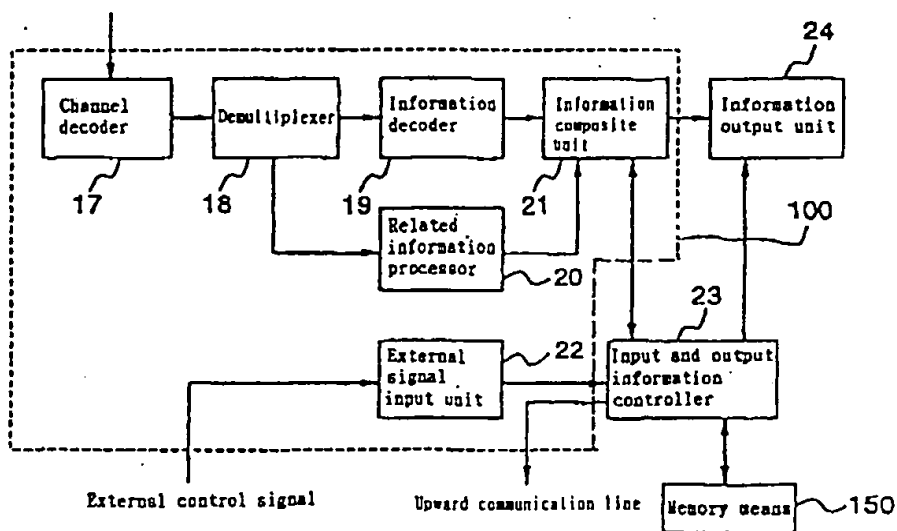 24
Channel
decoder
Demultiplexer
Information
decoder
Information
composite
unit
Information
output unit
17
18
19
21
100
Related
information
processor
20
23
22
External
signal
input unit
Input and output
information
controller
External control signal
Upward communication line
Memory means
150